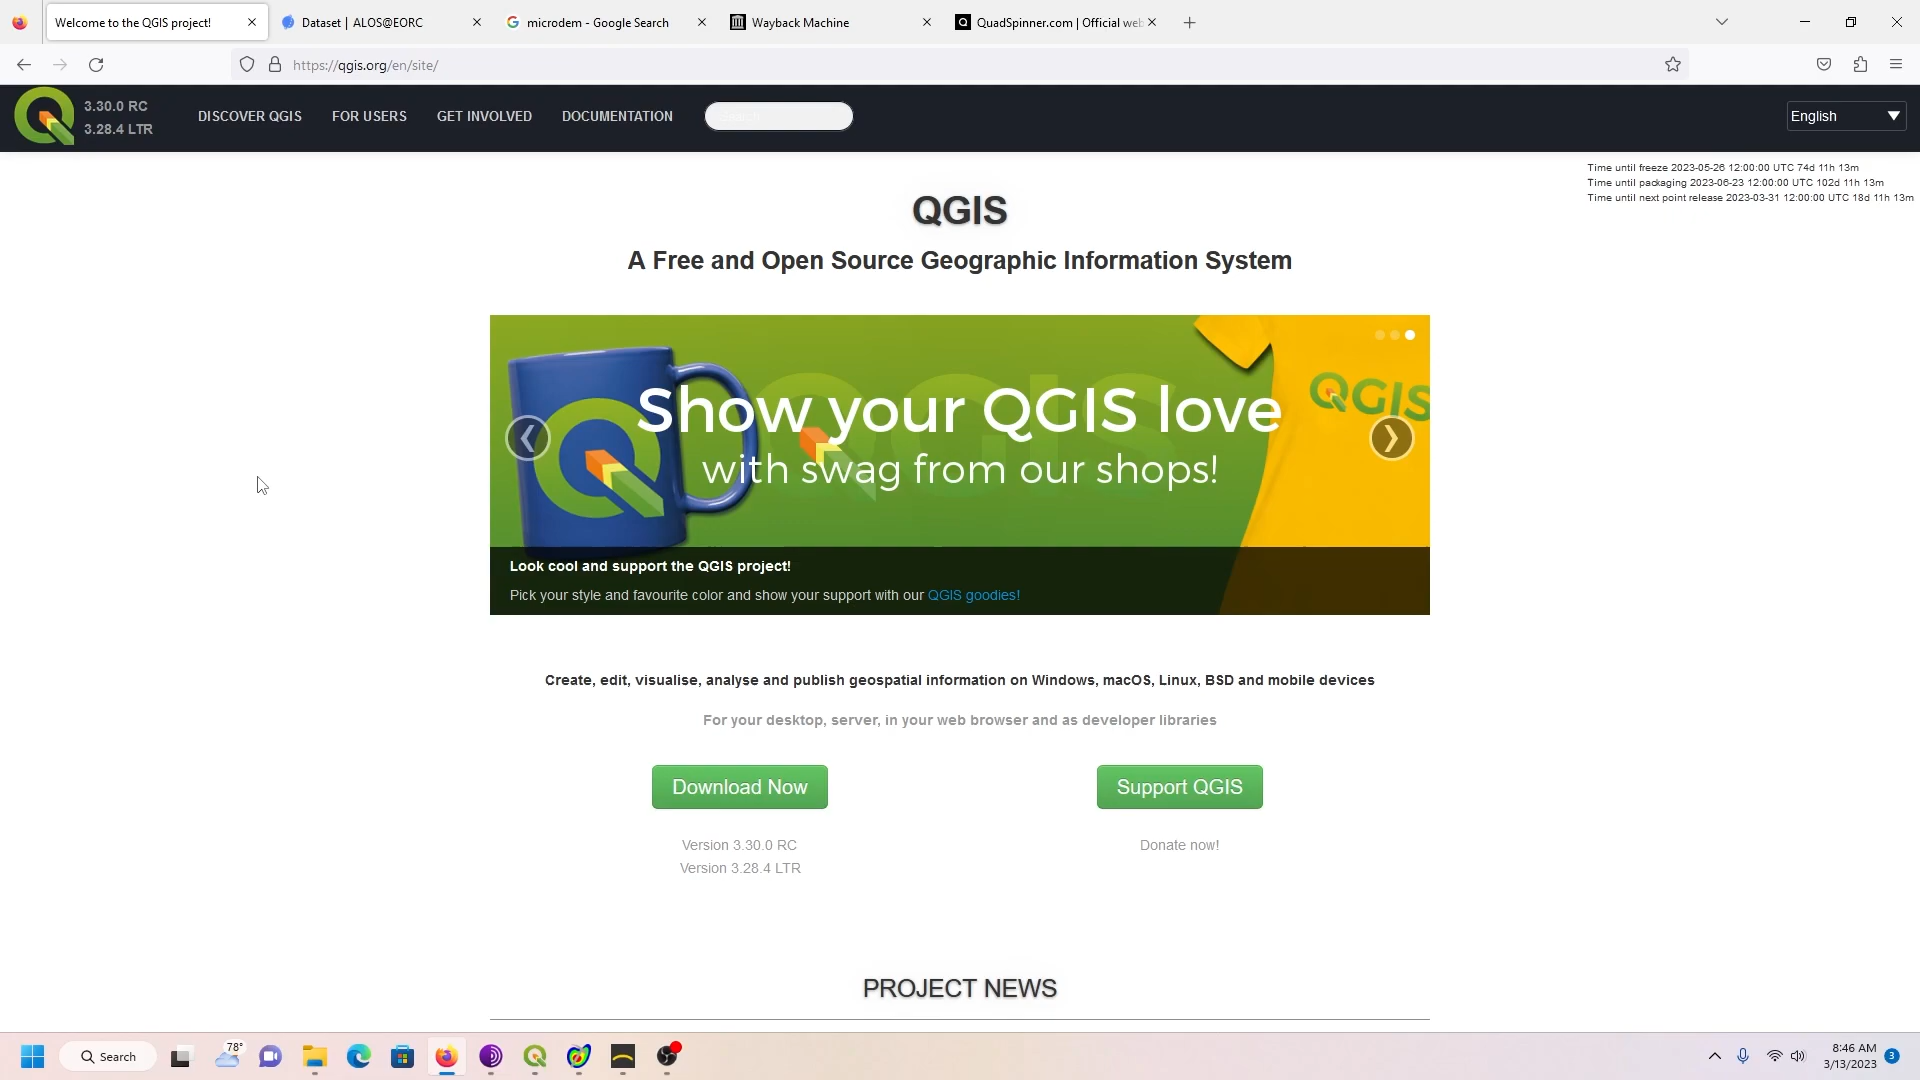 Welcome to the QGIS project!
Dataset | ALOS@EORC
microdem - Google Search
Wayback Machine
QuadSpinner.com | Official web
https://qgis.org/en/site/
3.30.0 RC
3.28.4 LTR
DISCOVER QGIS
FOR USERS
GET INVOLVED
DOCUMENTATION
English
Time until freeze 2023-05-26 12:00:00 UTC 74d 11h 13m
Time until packaging 2023-06-23 12:00:00 UTC 102d 11h 13m
Time until next point release 2023-03-31 12:00:00 UTC 18d 11h 13m
QGIS
A Free and Open Source Geographic Information System
QGIS
Show your QGIS love
with swag from our shops!
Look cool and support the QGIS project!
Pick your style and favourite color and show your support with our QGIS goodies!
Create, edit, visualise, analyse and publish geospatial information on Windows, macOS, Linux, BSD and mobile devices
For your desktop, server, in your web browser and as developer libraries
Download Now
Support QGIS
Version 3.30.0 RC
Version 3.28.4 LTR
Donate now!
PROJECT NEWS
Search
78°
8:46 AM
3/13/2023
3